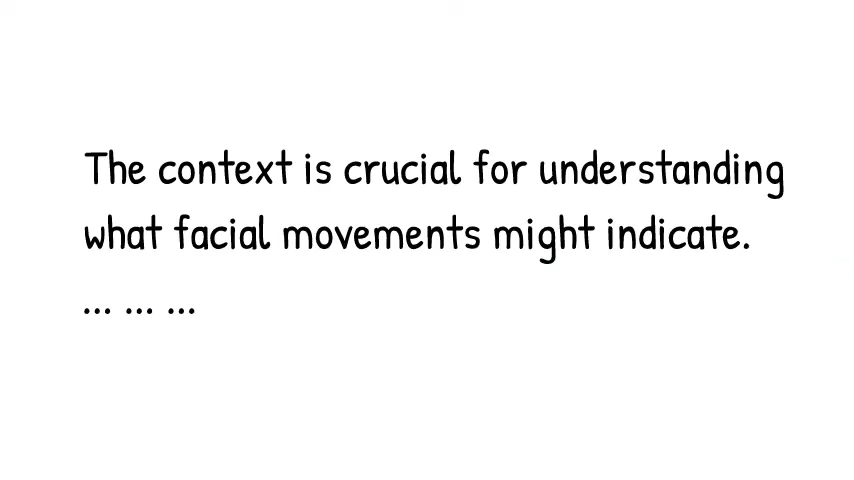 The context is crucial for understanding
what facial movements might indicate.
... ... ...